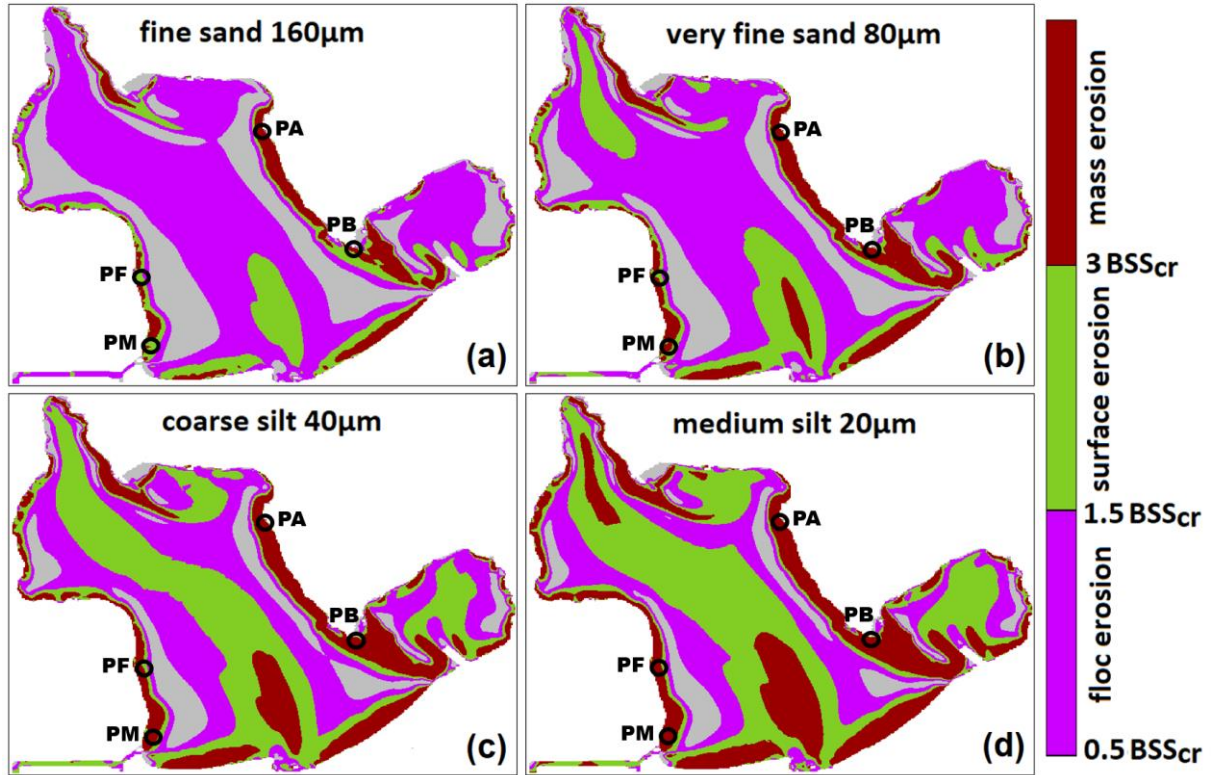 fine sand 160µm
PA
PB
PF
PM
(a)
very fine sand 80µm
PA
PB
PF
PM
(b)
coarse silt 40µm
PA
PB
PF
PM
(c)
medium silt 20µm
PA
PB
PF
PM
(d)
mass erosion
3 BSScr
surface erosion
1.5 BSScr
floc erosion
0.5 BSScr